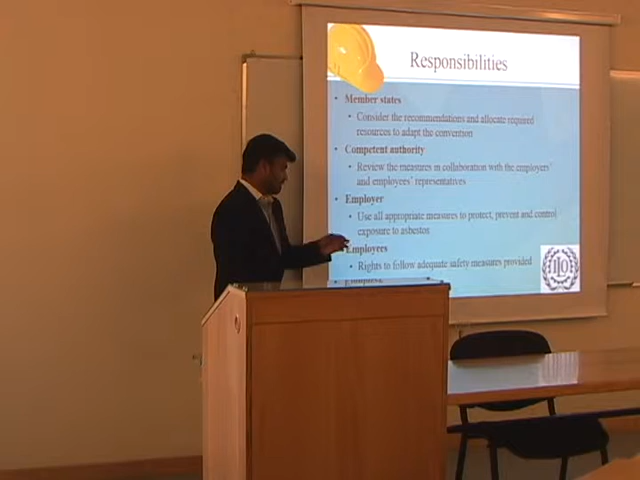 Responsibilities
• Member states
• Consider the recommendations and allocate required
resources to adapt the convention
• Competent authority
• Review the measures in collaboration with the employers'
and employees' representatives
• Employer
• Use all appropriate measures to protect, prevent and control
exposure to asbestos
Employees
• Rights to follow adequate safety measures provided